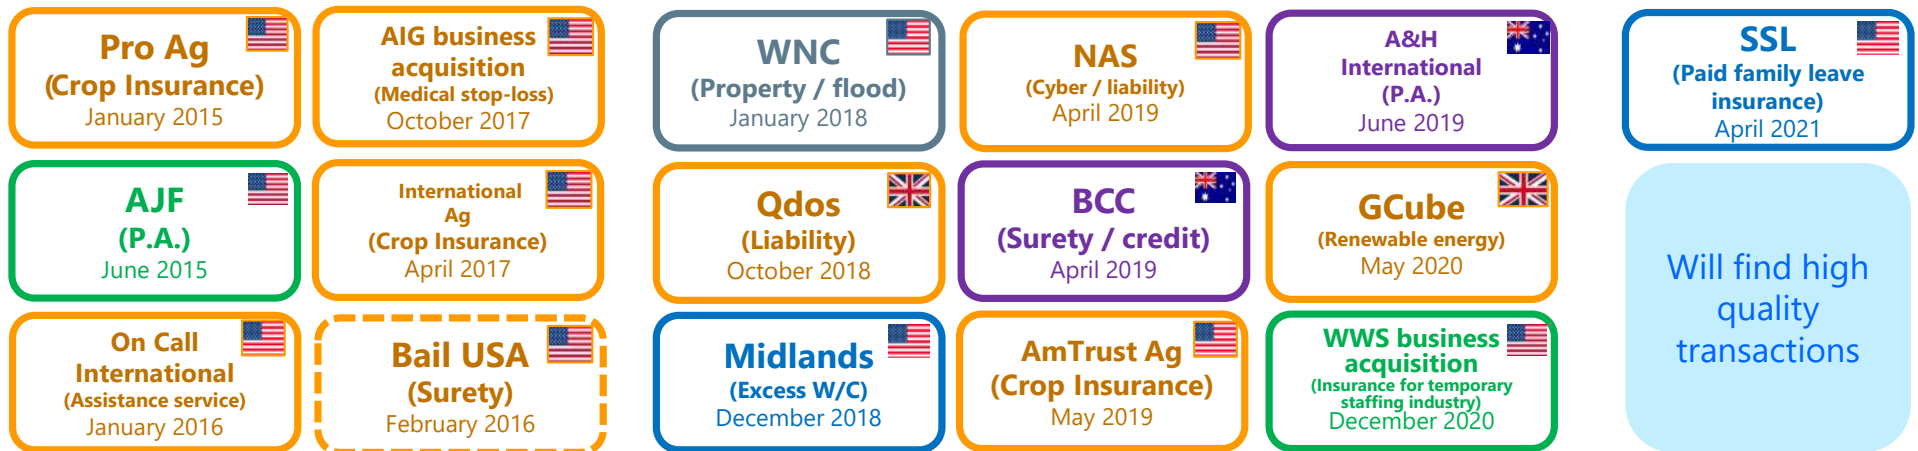 Pro Ag
(Crop Insurance)
January 2015
AIG business
acquisition
(Medical stop-loss)
October 2017
WNC
(Property / flood)
January 2018
NAS
(Cyber / liability)
April 2019
A&H
International
(P.A.)
June 2019
SSL
(Paid family leave
insurance)
April 2021
AJF
(P.A.)
June 2015
International
Ag
(Crop Insurance)
April 2017
Qdos
(Liability)
October 2018
BCC
(Surety / credit)
April 2019
GCube
(Renewable energy)
May 2020
Will find high
quality
transactions
On Call
International
(Assistance service)
January 2016
Bail USA
(Surety)
February 2016
Midlands
(Excess W/C)
December 2018
AmTrust Ag
(Crop Insurance)
May 2019
WWS business
acquisition
(Insurance for temporary
staffing industry)
December 2020